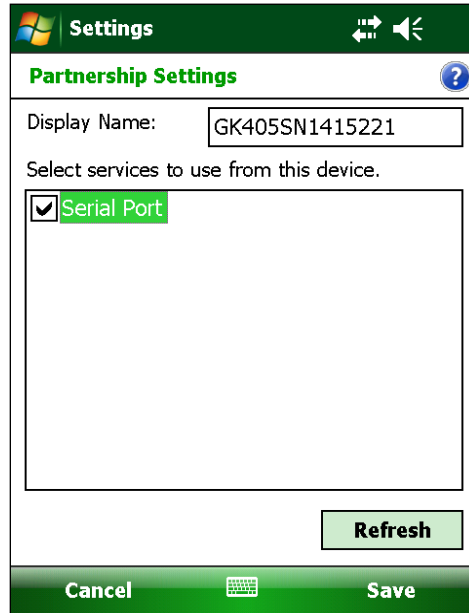 Settings
Partnership Settings
?
Display Name: GK405SN1415221
Select services to use from this device.
Serial Port
Refresh
Cancel Save